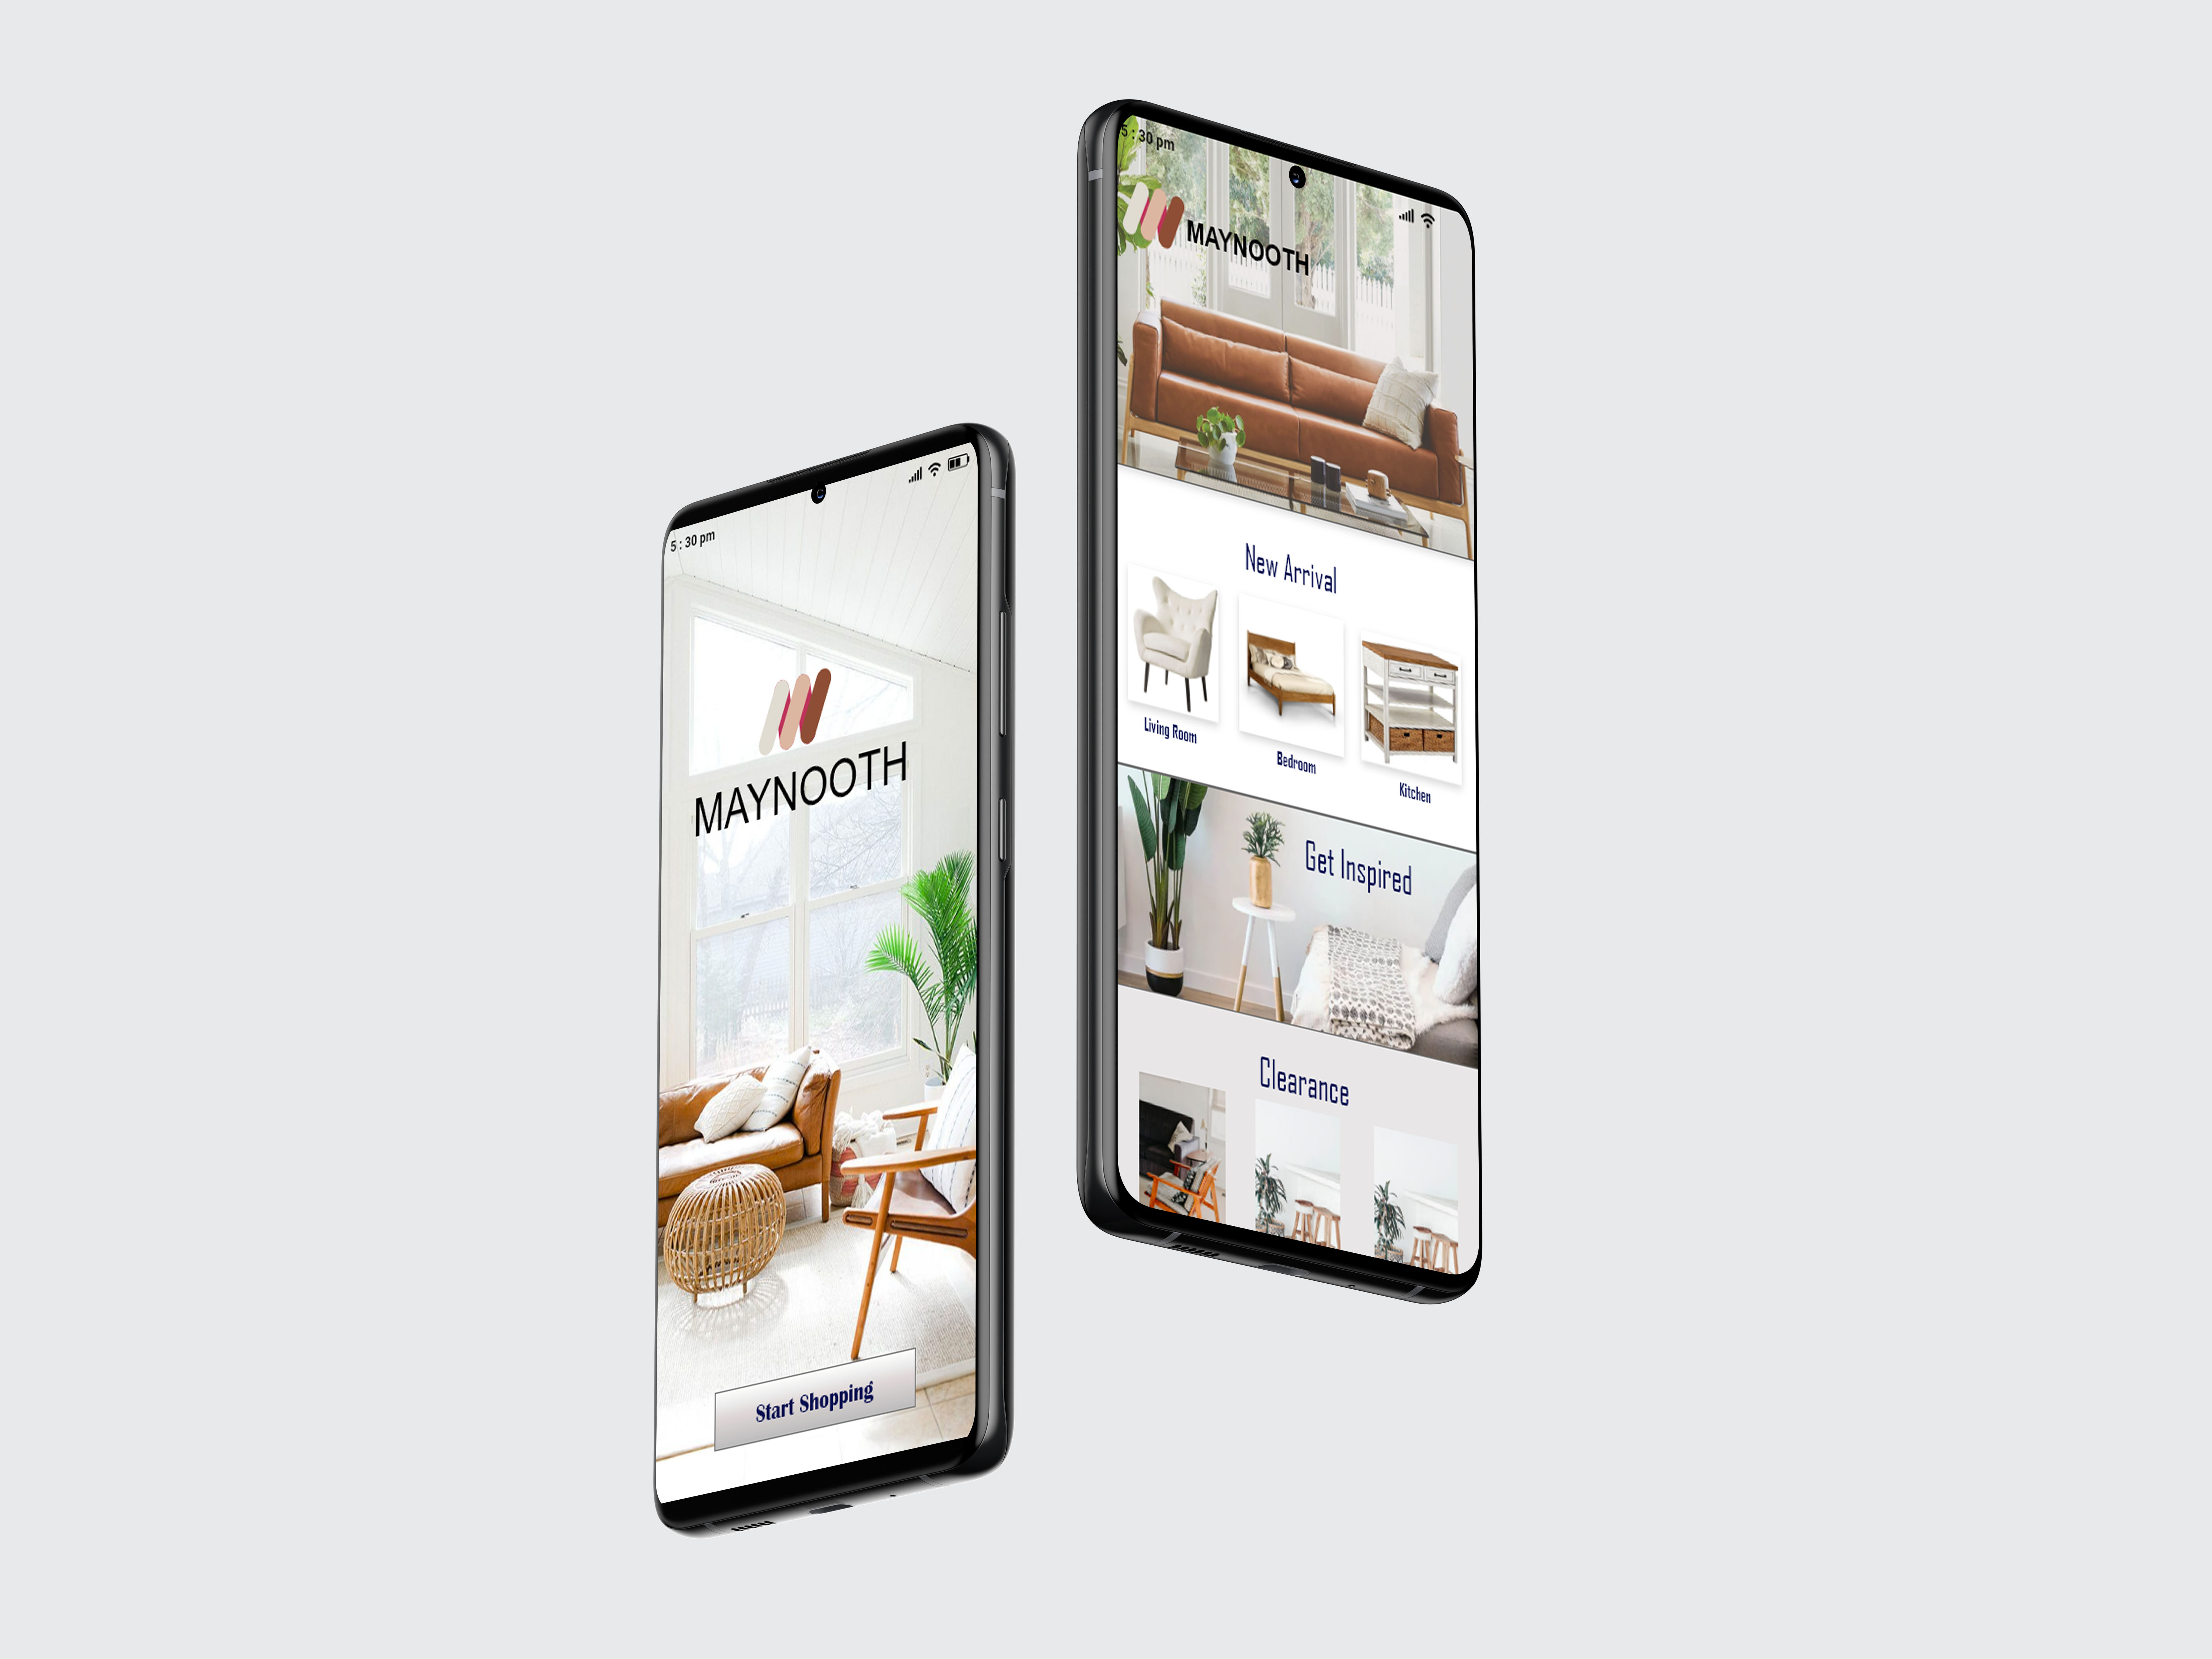 5 : 30 pm
MAYNOOTH
Start Shopping
5 : 30 pm
MAYNOOTH
New Arrival
Living Room
Bedroom
Kitchen
Get Inspired
Clearance